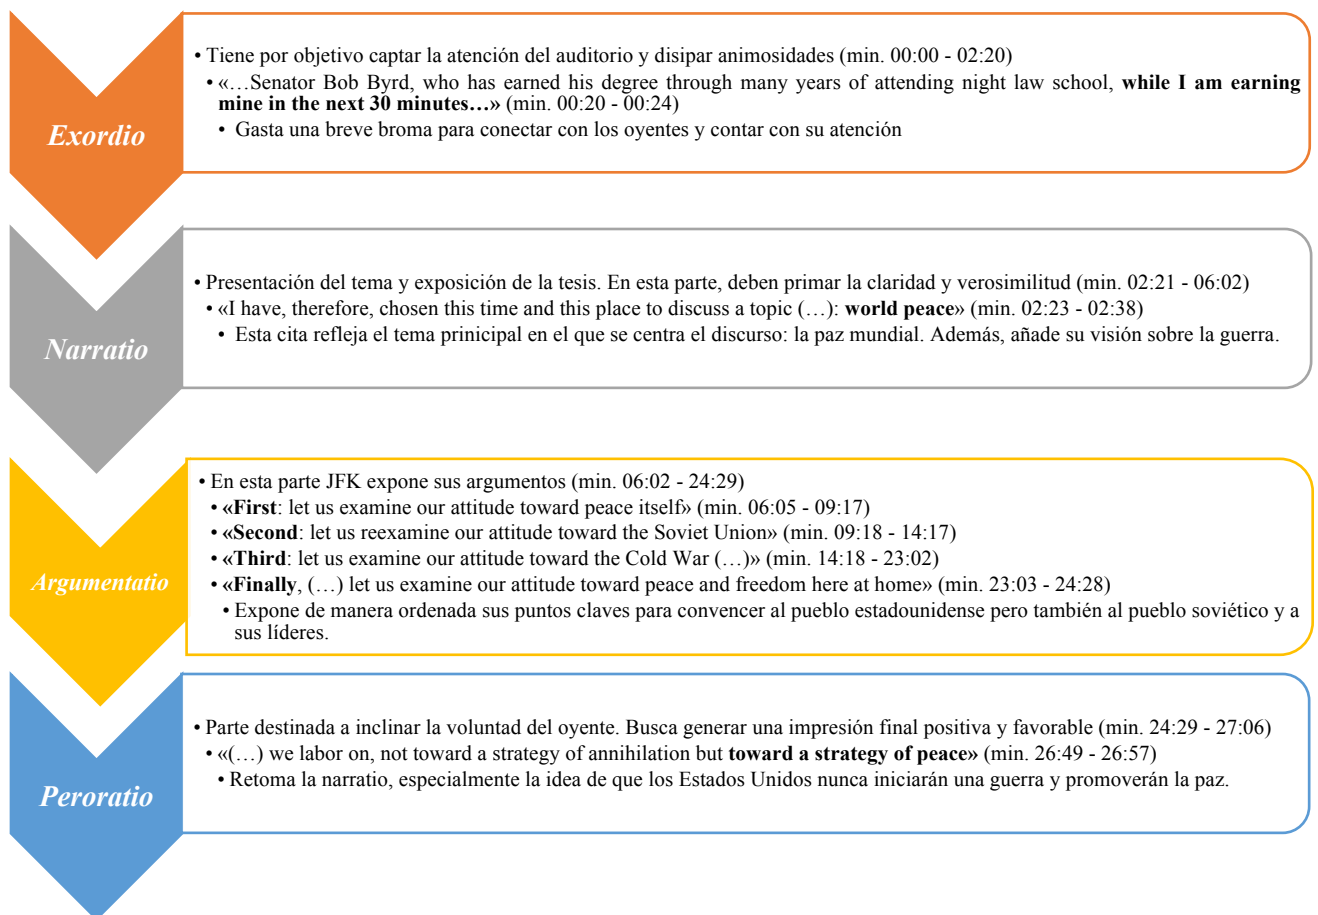 Exordio
• Tiene por objetivo captar la atención del auditorio y disipar animosidades (min. 00:00 - 02:20)
• «…Senator Bob Byrd, who has earned his degree through many years of attending night law school, while I am earning
mine in the next 30 minutes…» (min. 00:20 - 00:24)
• Gasta una breve broma para conectar con los oyentes y contar con su atención
Narratio
• Presentación del tema y exposición de la tesis. En esta parte, deben primar la claridad y verosimilitud (min. 02:21 - 06:02)
• «I have, therefore, chosen this time and this place to discuss a topic (…): world peace» (min. 02:23 - 02:38)
• Esta cita refleja el tema prinicipal en el que se centra el discurso: la paz mundial. Además, añade su visión sobre la guerra.
Argumentatio
• En esta parte JFK expone sus argumentos (min. 06:02 - 24:29)
• «First: let us examine our attitude toward peace itself» (min. 06:05 - 09:17)
• «Second: let us reexamine our attitude toward the Soviet Union» (min. 09:18 - 14:17)
• «Third: let us examine our attitude toward the Cold War (…)» (min. 14:18 - 23:02)
• «Finally, (…) let us examine our attitude toward peace and freedom here at home» (min. 23:03 - 24:28)
• Expone de manera ordenada sus puntos claves para convencer al pueblo estadounidense pero también al pueblo soviético y a
sus líderes.
Peroratio
• Parte destinada a inclinar la voluntad del oyente. Busca generar una impresión final positiva y favorable (min. 24:29 - 27:06)
• «(…) we labor on, not toward a strategy of annihilation but toward a strategy of peace» (min. 26:49 - 26:57)
• Retoma la narratio, especialmente la idea de que los Estados Unidos nunca iniciarán una guerra y promoverán la paz.